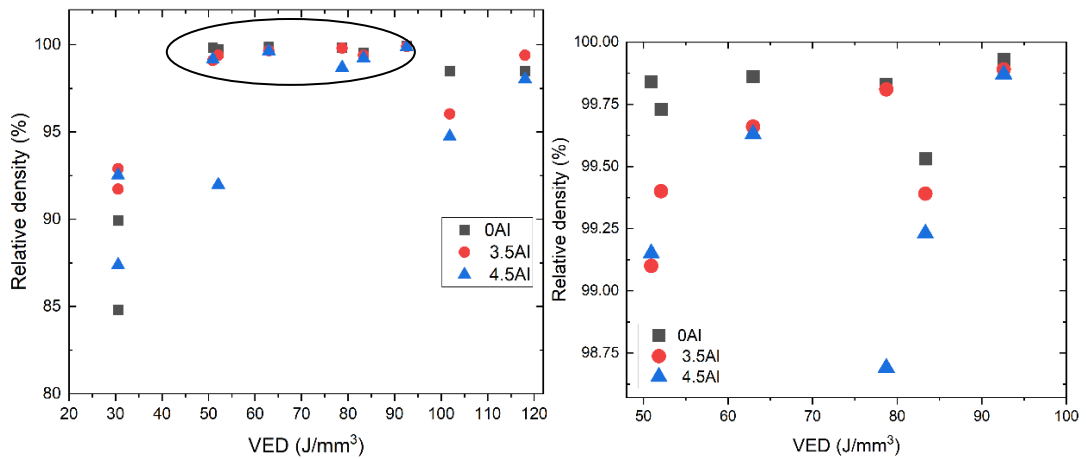 Relative density (%)
100
95
90
85
80
20 30 40 50 60 70 80 90 100 110 120
VED (J/mm³)
0Al
3.5Al
4.5Al
Relative density (%)
100.00
99.75
99.50
99.25
99.00
98.75
50 60 70 80 90 100
VED (J/mm³)
0Al
3.5Al
4.5Al